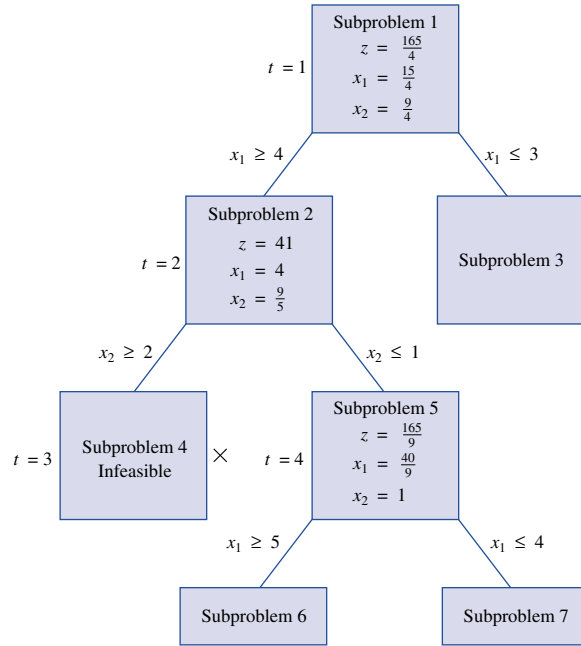 Subproblem 1
z = 165/4
t = 1
x₁ = 15/4
x₂ = 9/4
x₁ ≥ 4
x₁ ≤ 3
Subproblem 2
z = 41
t = 2
x₁ = 4
x₂ = 9/5
Subproblem 3
x₂ ≥ 2
x₂ ≤ 1
t = 3
Subproblem 4
Infeasible
×
Subproblem 5
z = 165/9
t = 4
x₁ = 40/9
x₂ = 1
x₁ ≥ 5
x₁ ≤ 4
Subproblem 6
Subproblem 7